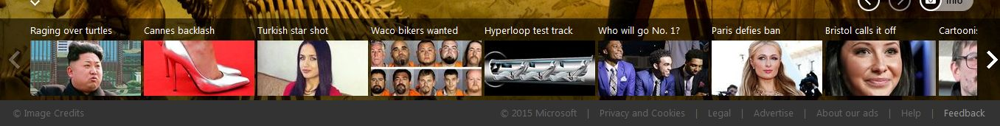 Info
Raging over turtles
Cannes backlash
Turkish star shot
Waco bikers wanted
Hyperloop test track
Who will go No. 1?
Paris defies ban
Bristol calls it off
Cartoonis
© Image Credits
© 2015 Microsoft | Privacy and Cookies | Legal | Advertise | About our ads | Help | Feedback